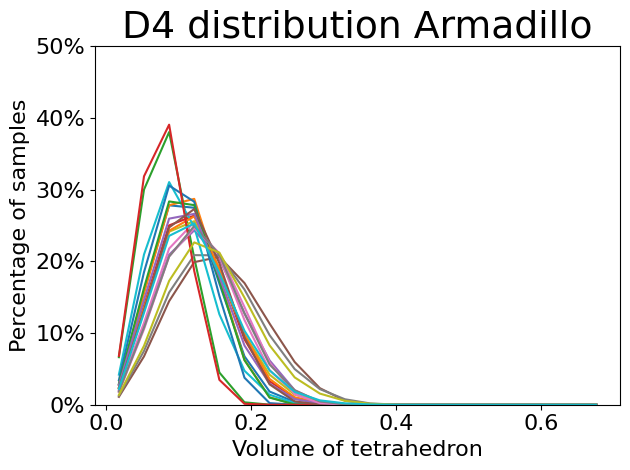 D4 distribution Armadillo
50%
40%
30%
20%
10%
0%
Percentage of samples
0.0 0.2 0.4 0.6
Volume of tetrahedron